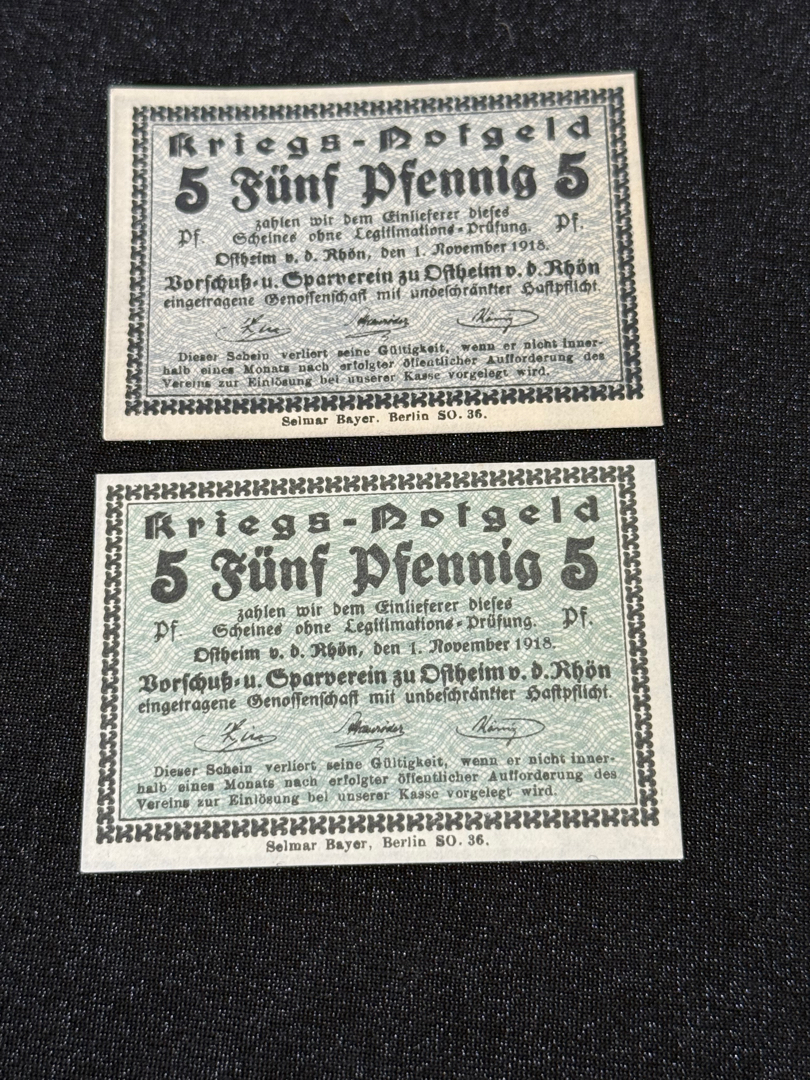 Kriegs-Notgeld
5 Fünf Pfennig 5
zahlen wir dem Einlieferer dieses
Pf. Scheines ohne Legitimations-Prüfung. Pf.
Ostheim v. d. Rhön, den 1. November 1918.
Vorschuß- u. Sparverein zu Ostheim v. d. Rhön
eingetragene Genossenschaft mit unbeschränkter Haftpflicht.
König
Dieser Schein verliert seine Gültigkeit, wenn er nicht inner-
halb eines Monats nach erfolgter öffentlicher Aufforderung des
Vereins zur Einlösung bei unserer Kasse vorgelegt wird.
Selmar Bayer. Berlin SO. 36.
Kriegs-Notgeld
5 Fünf Pfennig 5
zahlen wir dem Einlieferer dieses
Pf Scheines ohne Legitimations-Prüfung. Pf.
Ostheim v. d. Rhön, den 1. November 1918.
Vorschuß- u. Sparverein zu Ostheim v. d. Rhön
eingetragene Genossenschaft mit unbeschränkter Haftpflicht.
König
Dieser Schein verliert seine Gültigkeit, wenn er nicht inner-
halb eines Monats nach erfolgter öffentlicher Aufforderung des
Vereins zur Einlösung bei unserer Kasse vorgelegt wird.
Selmar Bayer, Berlin SO. 36.